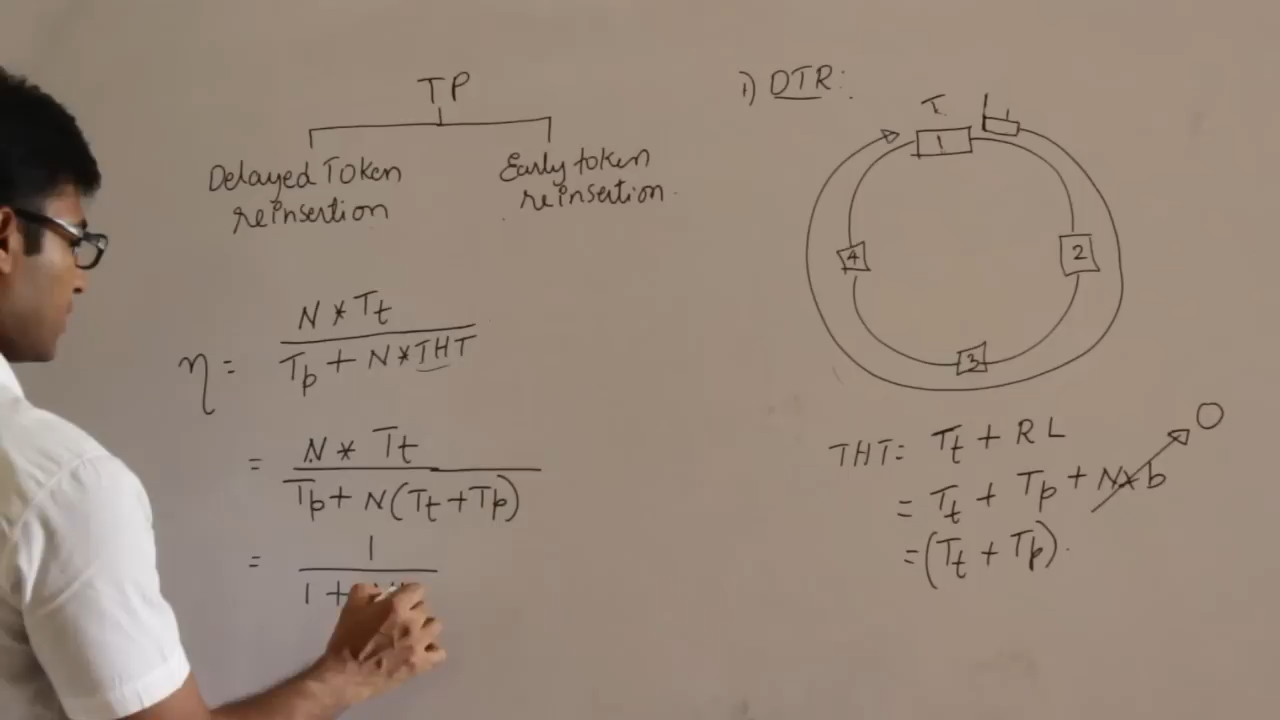 TP
Delayed Token
reinsertion
Early token
reinsertion.
η = N * Tt / Tp + N * THT
= N * Tt / Tp + N(Tt + Tp)
= 1 / 1 +
1) DTR:
T
1
2
3
4
THT = Tt + RL
= Tt + Tp + N*b 0
= (Tt + Tp).